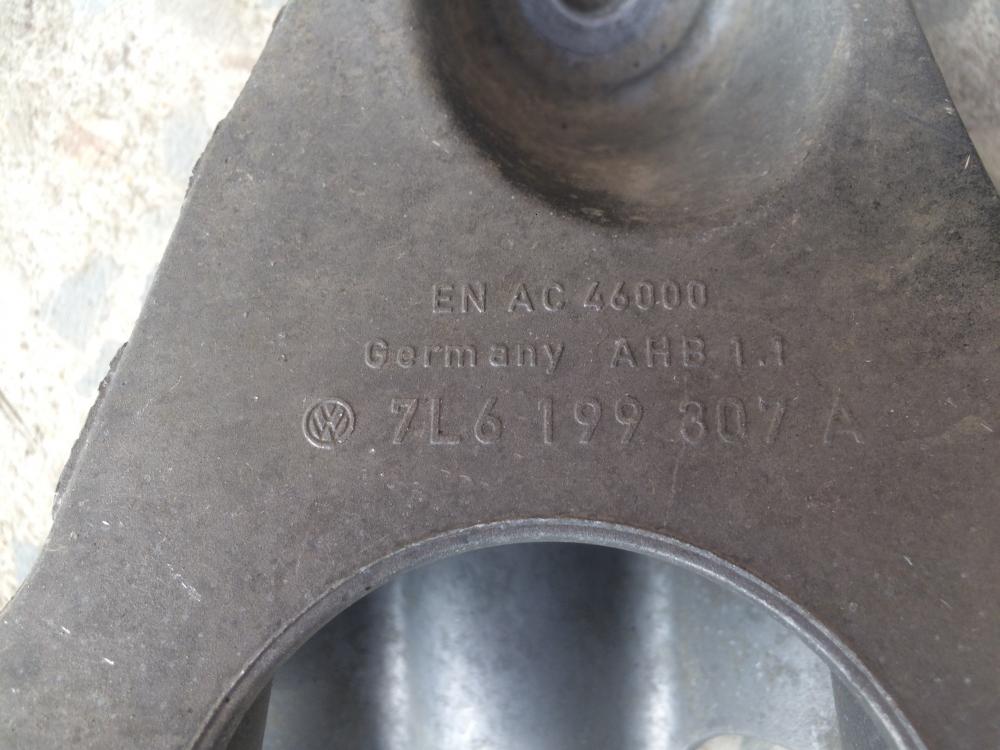 EN AC 46000
Germany AHB 1.1
VW 7L6 199 307 A